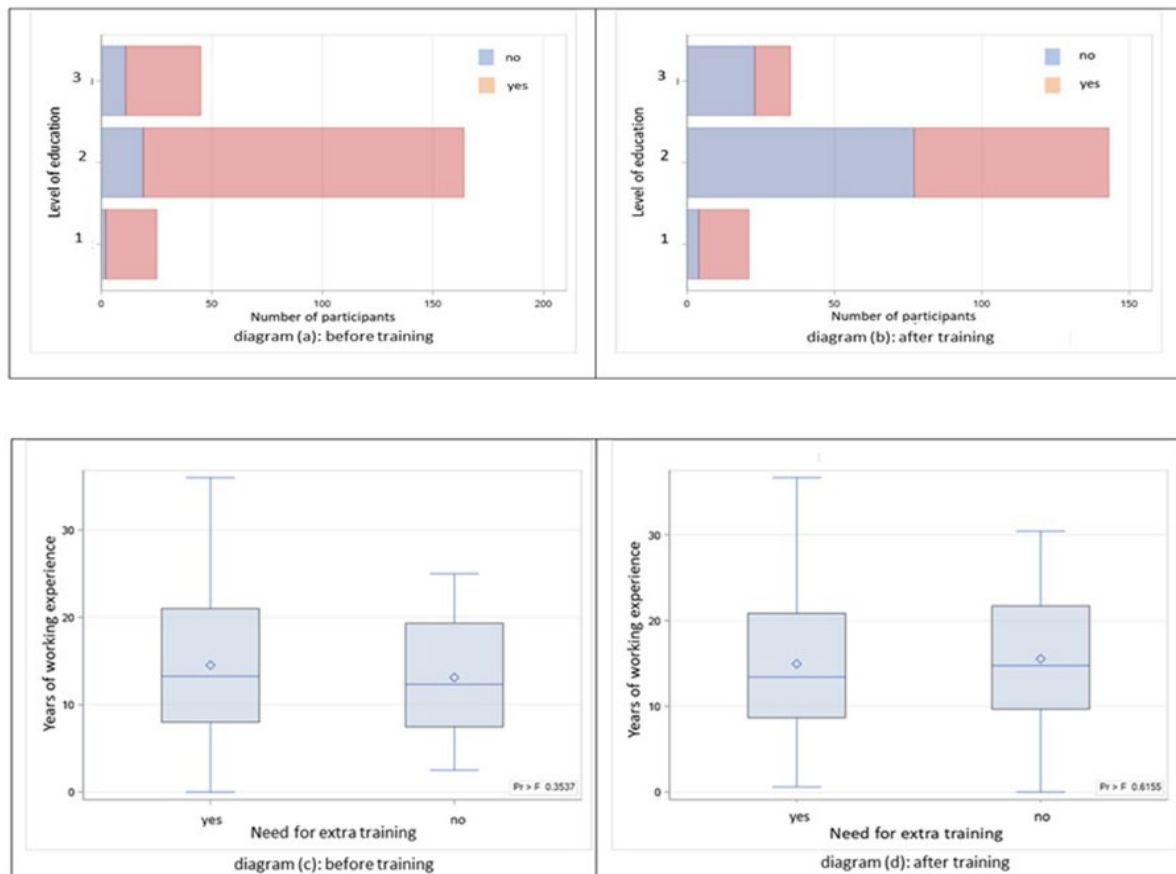 3
2
1
Level of education
no
yes
0
50
100
150
200
Number of participants
diagram (a): before training
3
2
1
Level of education
no
yes
0
50
100
150
Number of participants
diagram (b): after training
30
20
10
0
Years of working experience
Pr > F 0.3537
yes
no
Need for extra training
diagram (c): before training
30
20
10
0
Years of working experience
Pr > F 0.6155
yes
no
Need for extra training
diagram (d): after training